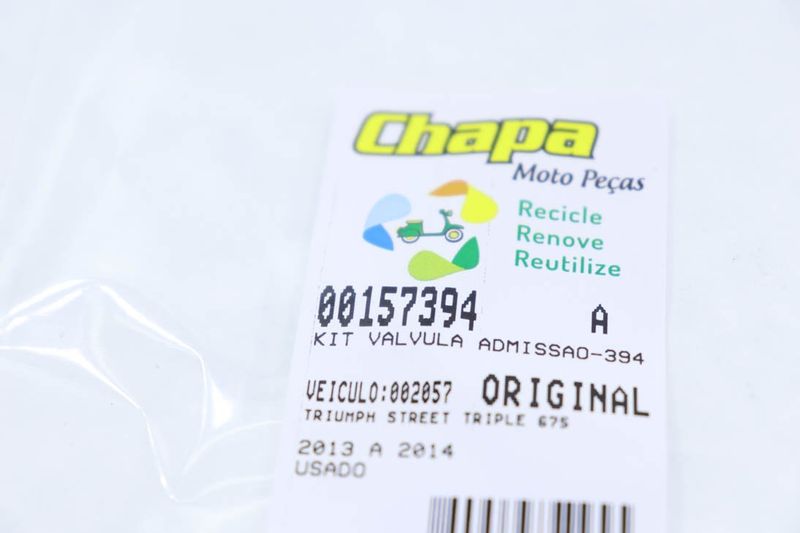 Chapa
Moto Peças
Recicle
Renove
Reutilize
00157394 A
KIT VALVULA ADMISSAO-394
VEICULO:002057 ORIGINAL
TRIUMPH STREET TRIPLE 675
2013 A 2014
USADO